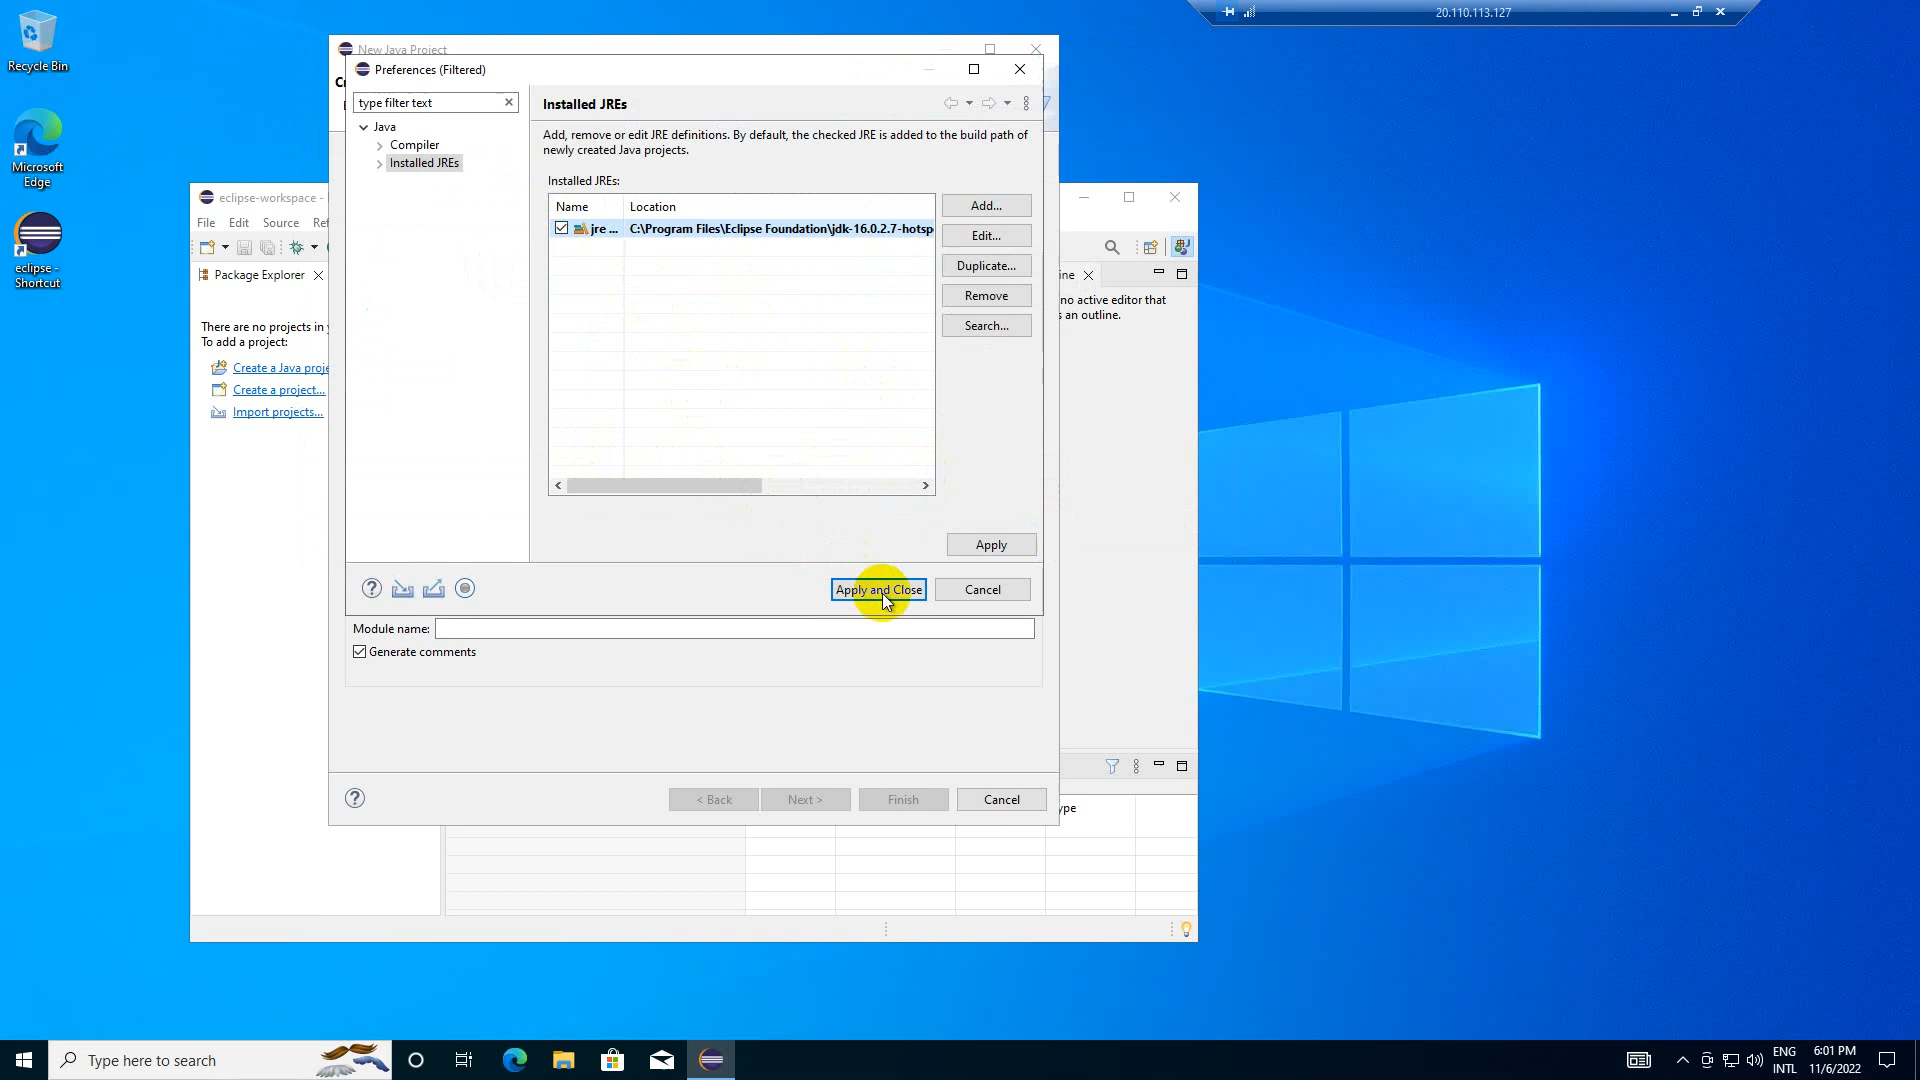 20.110.113.127
Recycle Bin
Microsoft
Edge
eclipse -
Shortcut
New Java Project
Preferences (Filtered)
type filter text
Java
Compiler
Installed JREs
Installed JREs
Add, remove or edit JRE definitions. By default, the checked JRE is added to the build path of
newly created Java projects.
Installed JREs:
Name
Location
jre ...
C:\Program Files\Eclipse Foundation\jdk-16.0.2.7-hotsp
Add...
Edit...
Duplicate...
Remove
Search...
Apply
Apply and Close
Cancel
Module name:
Generate comments
< Back
Next >
Finish
Cancel
eclipse-workspace -
File
Edit
Source
Ref
Package Explorer
There are no projects in
To add a project:
Create a Java proje
Create a project...
Import projects...
ine
no active editor that
s an outline.
ype
Type here to search
ENG
INTL
6:01 PM
11/6/2022